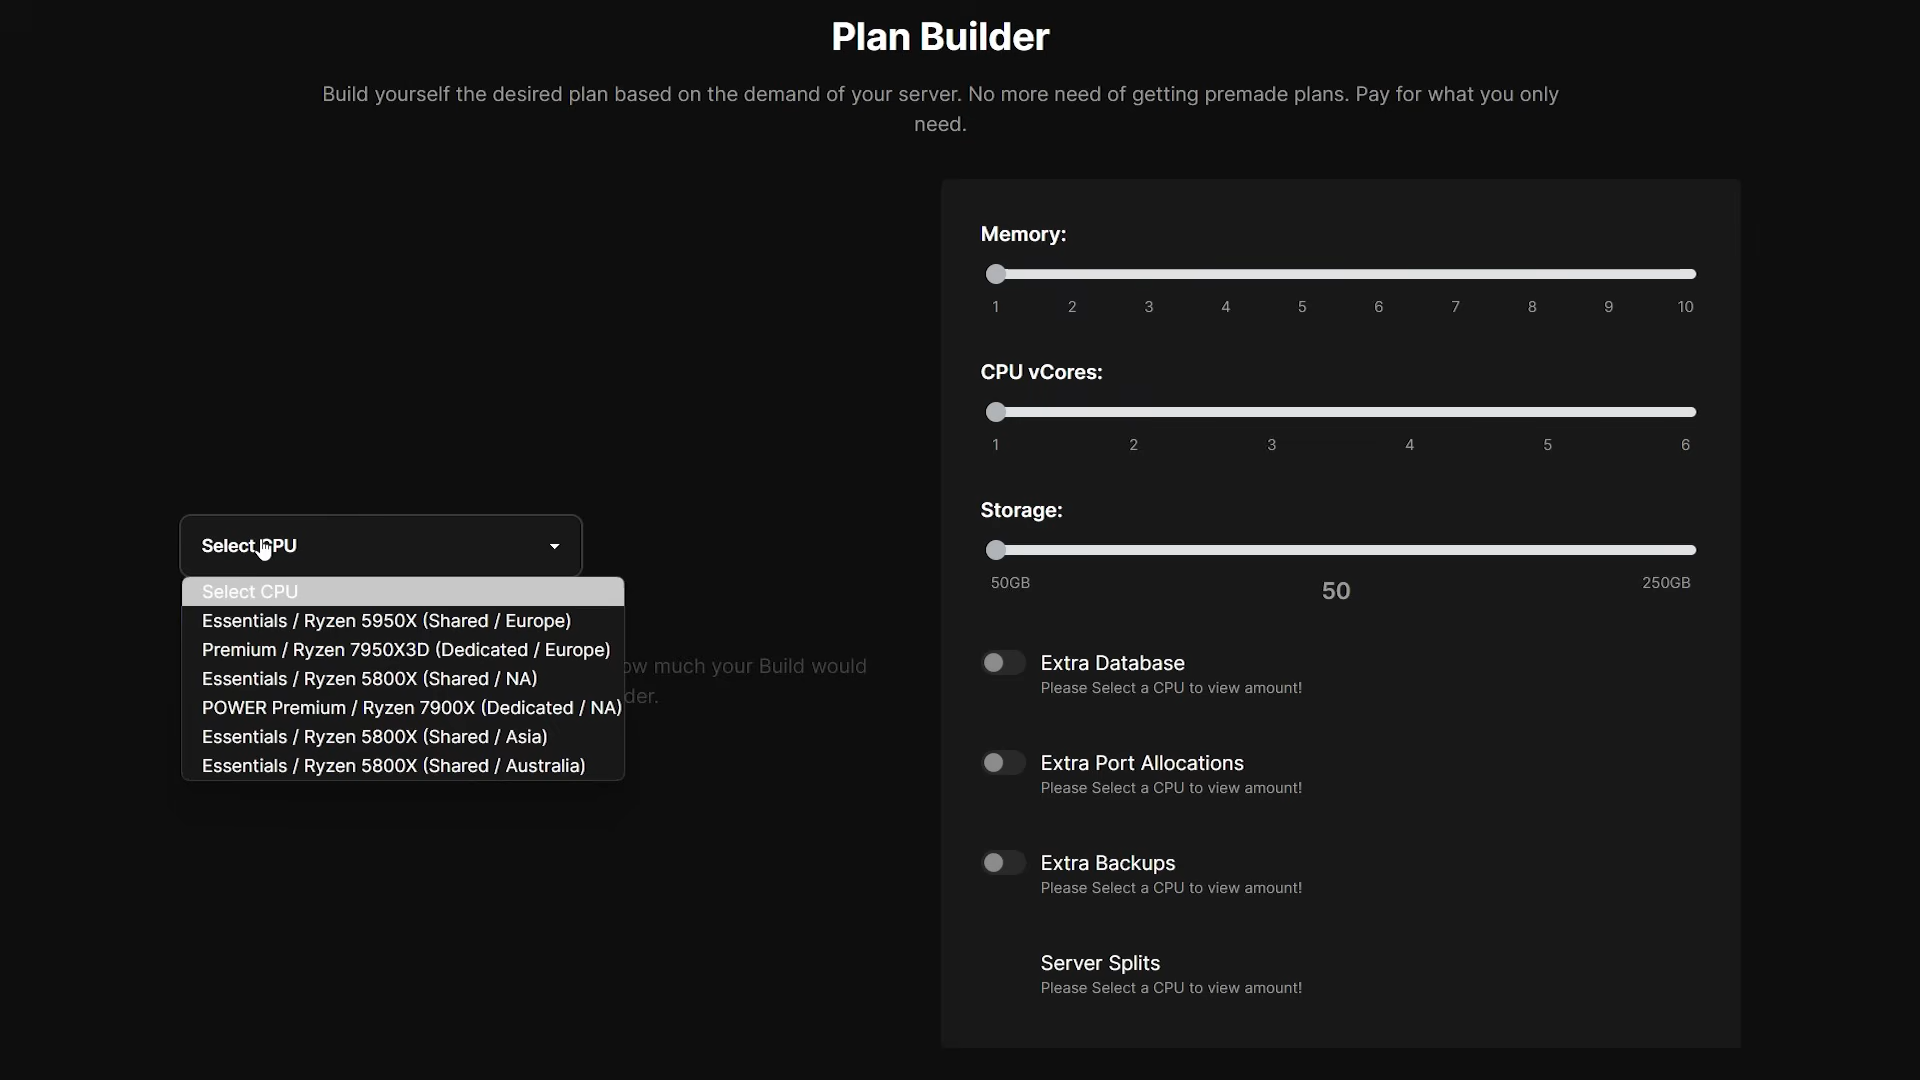 Plan Builder
Build yourself the desired plan based on the demand of your server. No more need of getting premade plans. Pay for what you only
need.
Select CPU
Select CPU
Essentials / Ryzen 5950X (Shared / Europe)
Premium / Ryzen 7950X3D (Dedicated / Europe)
Essentials / Ryzen 5800X (Shared / NA)
POWER Premium / Ryzen 7900X (Dedicated / NA)
Essentials / Ryzen 5800X (Shared / Asia)
Essentials / Ryzen 5800X (Shared / Australia)
much your Build would
Memory:
1 2 3 4 5 6 7 8 9 10
CPU vCores:
1 2 3 4 5 6
Storage:
50GB 50 250GB
Extra Database
Please Select a CPU to view amount!
Extra Port Allocations
Please Select a CPU to view amount!
Extra Backups
Please Select a CPU to view amount!
Server Splits
Please Select a CPU to view amount!